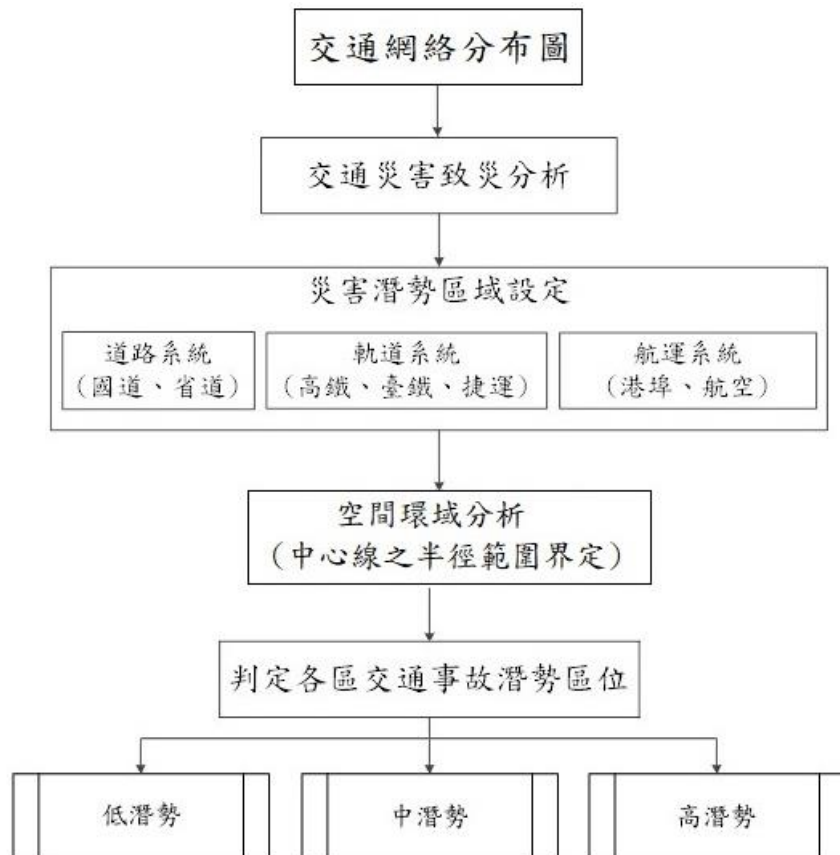 交通網絡分布圖
交通災害致災分析
災害潛勢區域設定
道路系統
（國道、省道）
軌道系統
（高鐵、臺鐵、捷運）
航運系統
（港埠、航空）
空間環域分析
（中心線之半徑範圍界定）
判定各區交通事故潛勢區位
低潛勢
中潛勢
高潛勢